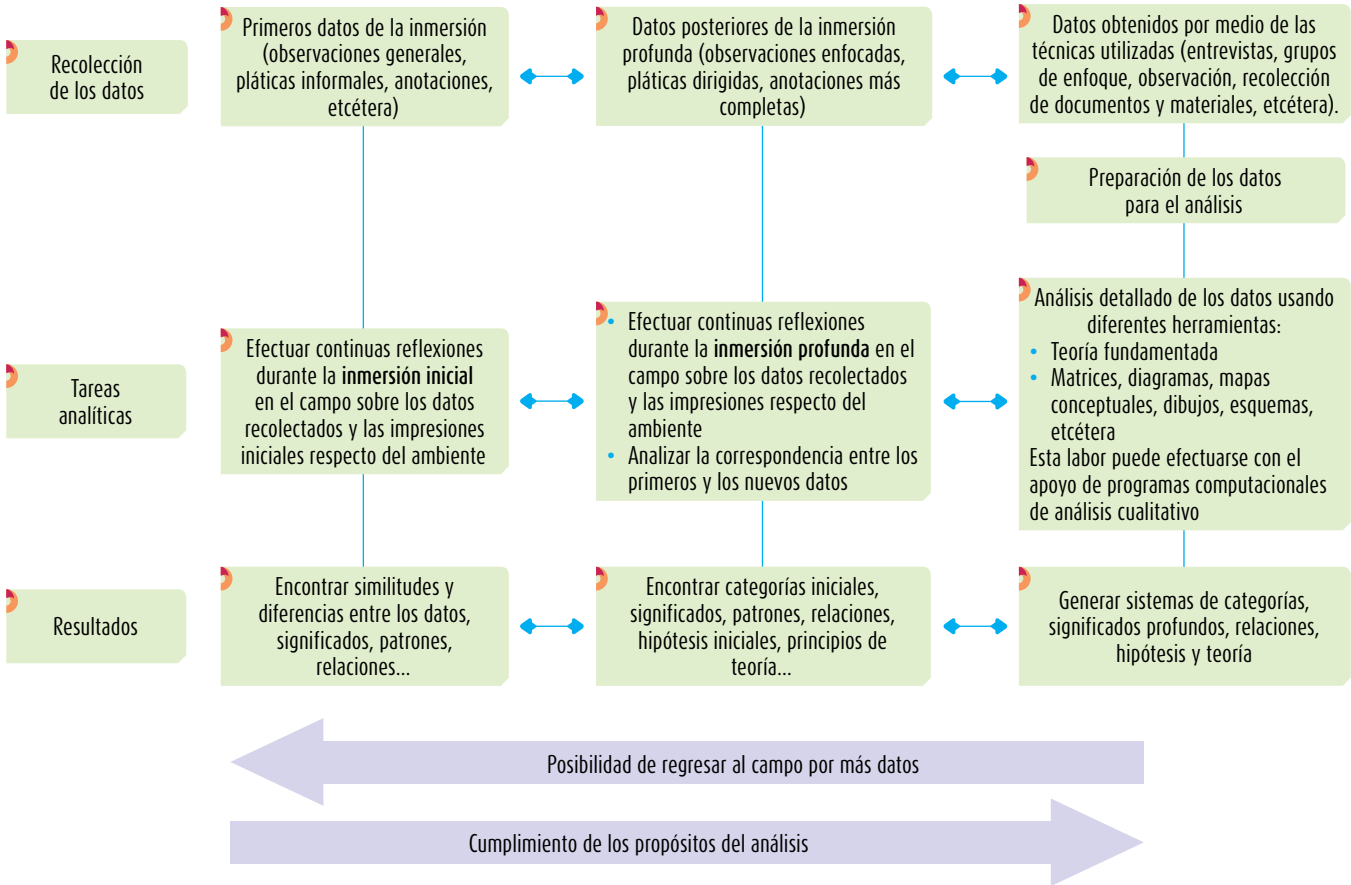 Recolección
de los datos
Primeros datos de la inmersión
(observaciones generales,
pláticas informales, anotaciones,
etcétera)
Datos posteriores de la inmersión
profunda (observaciones enfocadas,
pláticas dirigidas, anotaciones más
completas)
Datos obtenidos por medio de las
técnicas utilizadas (entrevistas, grupos
de enfoque, observación, recolección
de documentos y materiales, etcétera).
Preparación de los datos
para el análisis
Tareas
analíticas
Efectuar continuas reflexiones
durante la inmersión inicial
en el campo sobre los datos
recolectados y las impresiones
iniciales respecto del ambiente
• Efectuar continuas reflexiones
durante la inmersión profunda en el
campo sobre los datos recolectados
y las impresiones respecto del
ambiente
• Analizar la correspondencia entre los
primeros y los nuevos datos
Análisis detallado de los datos usando
diferentes herramientas:
• Teoría fundamentada
• Matrices, diagramas, mapas
conceptuales, dibujos, esquemas,
etcétera
Esta labor puede efectuarse con el
apoyo de programas computacionales
de análisis cualitativo
Resultados
Encontrar similitudes y
diferencias entre los datos,
significados, patrones,
relaciones...
Encontrar categorías iniciales,
significados, patrones, relaciones,
hipótesis iniciales, principios de
teoría...
Generar sistemas de categorías,
significados profundos, relaciones,
hipótesis y teoría
Posibilidad de regresar al campo por más datos
Cumplimiento de los propósitos del análisis